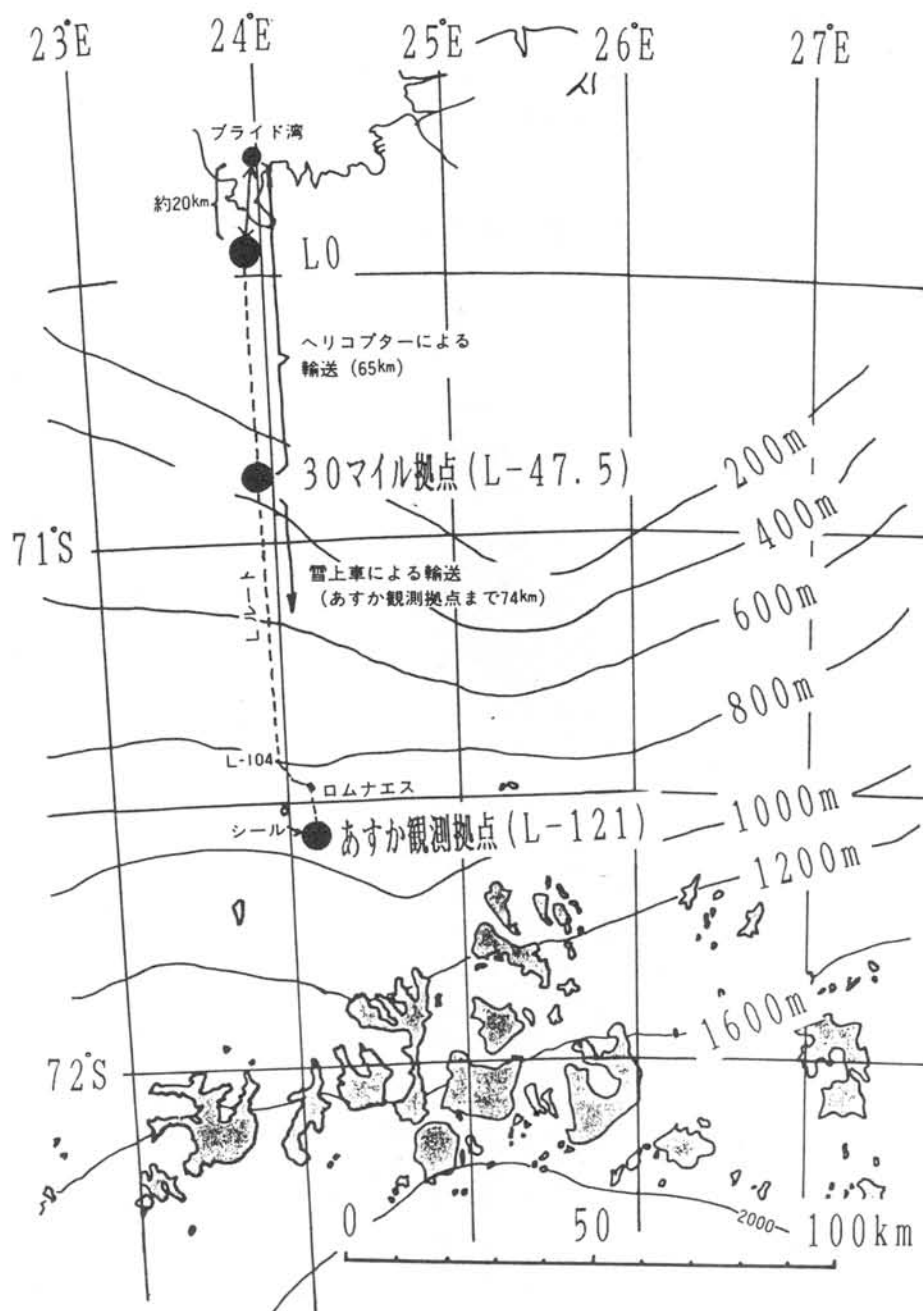 23°E 24°E 25°E 26°E 27°E
ブライド湾
約20km
L0
ヘリコプターによる
輸送 (65km)
30マイル拠点 (L-47.5)
200m
400m
71°S
雪上車による輸送
(あすか観測拠点まで74km)
Lルート
600m
800m
L-104
ロムナエス
1000m
シール
あすか観測拠点 (L-121)
1200m
1600m
72°S
2000
0 50 100km